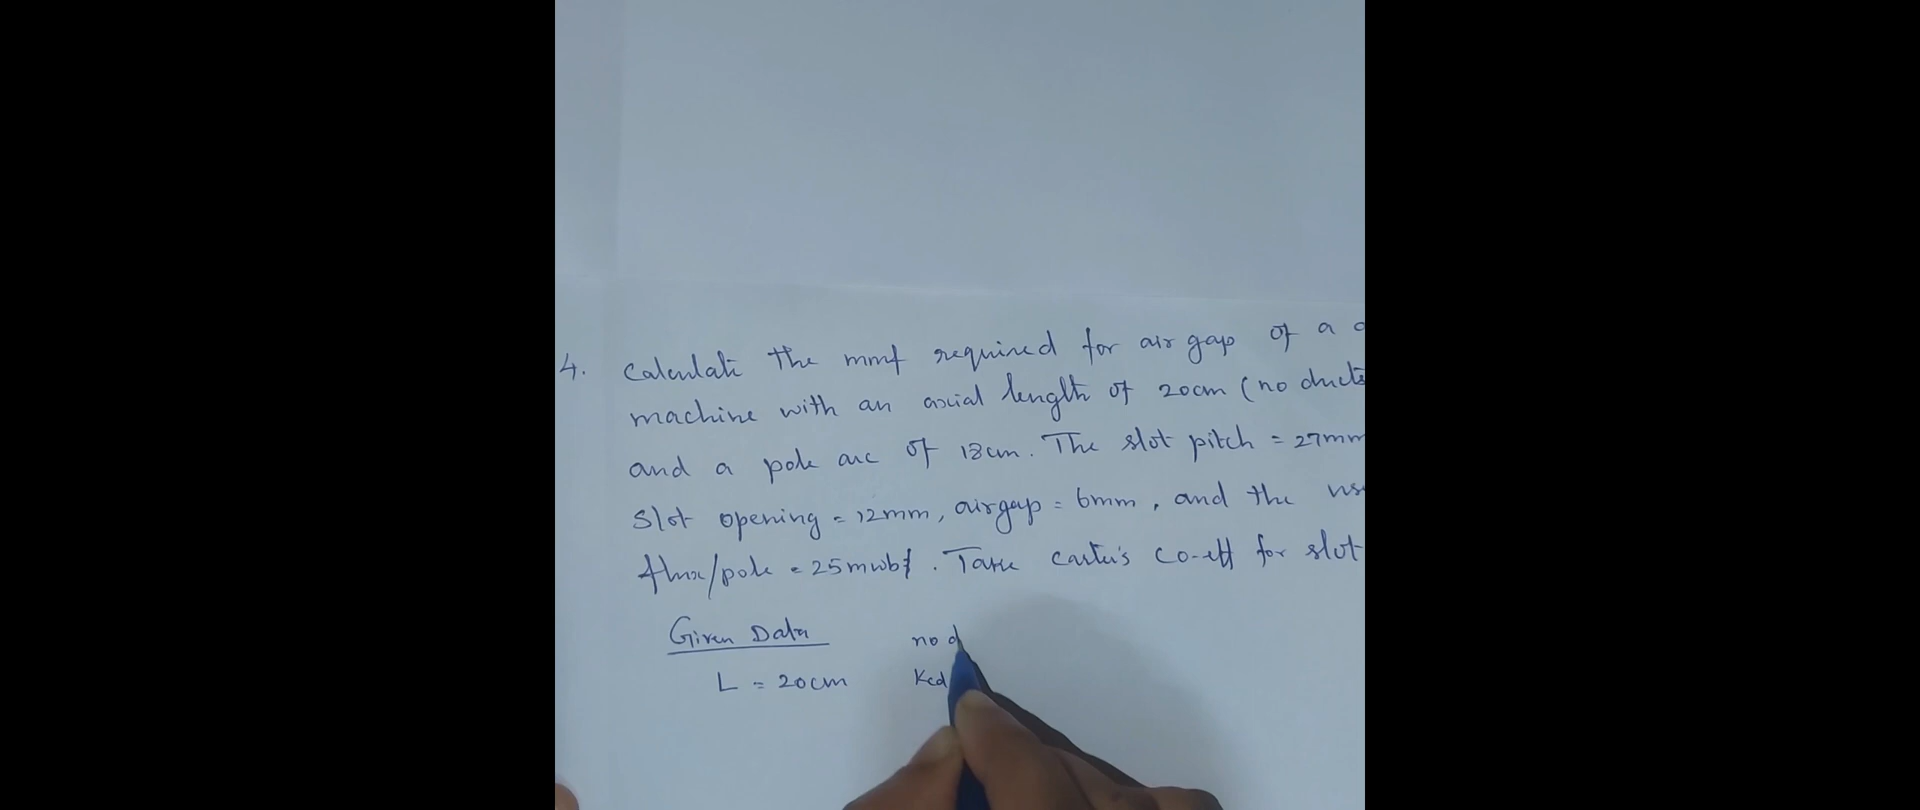 4. Calculate the mmf required for air gap of a
machine with an axial length of 20cm (no ducts
and a pole arc of 18cm. The slot pitch = 27mm
Slot opening = 12mm, airgap = 6mm, and the
flux/pole = 25mwb. Take carter's co-eff for slot
Given Data
no d
L = 20cm
Kcd